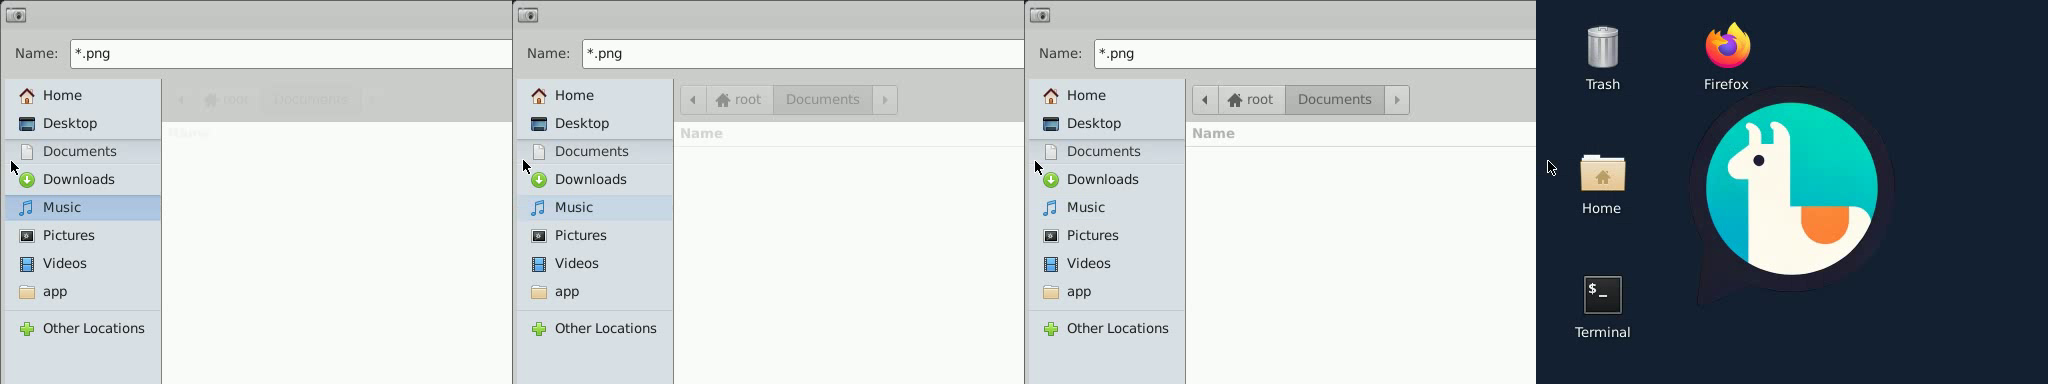 Name: *.png
Home
Desktop
Documents
Downloads
Music
Pictures
Videos
app
Other Locations
root Documents
Name
Name: *.png
Home
Desktop
Documents
Downloads
Music
Pictures
Videos
app
Other Locations
root Documents
Name
Name: *.png
Home
Desktop
Documents
Downloads
Music
Pictures
Videos
app
Other Locations
root Documents
Name
Trash
Firefox
Home
$_
Terminal